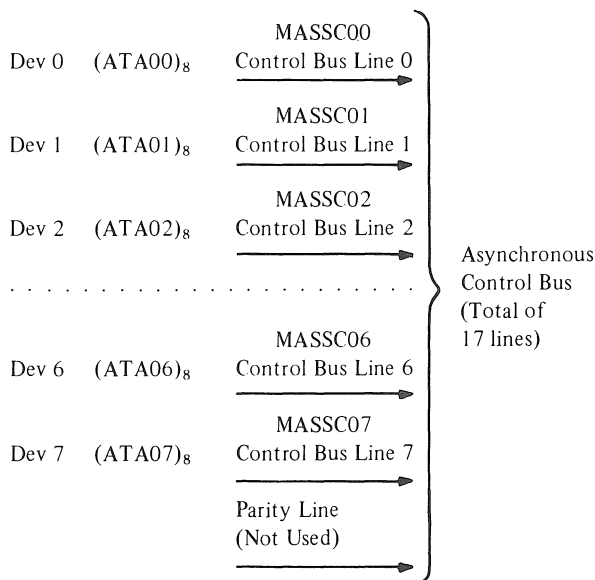 MASSC00
Dev 0 (ATA00)₈ Control Bus Line 0
MASSC01
Dev 1 (ATA01)₈ Control Bus Line 1
MASSC02
Dev 2 (ATA02)₈ Control Bus Line 2
Asynchronous
Control Bus
(Total of
17 lines)
. . . . . . . . . . . . . . . . . . . . .
MASSC06
Dev 6 (ATA06)₈ Control Bus Line 6
MASSC07
Dev 7 (ATA07)₈ Control Bus Line 7
Parity Line
(Not Used)